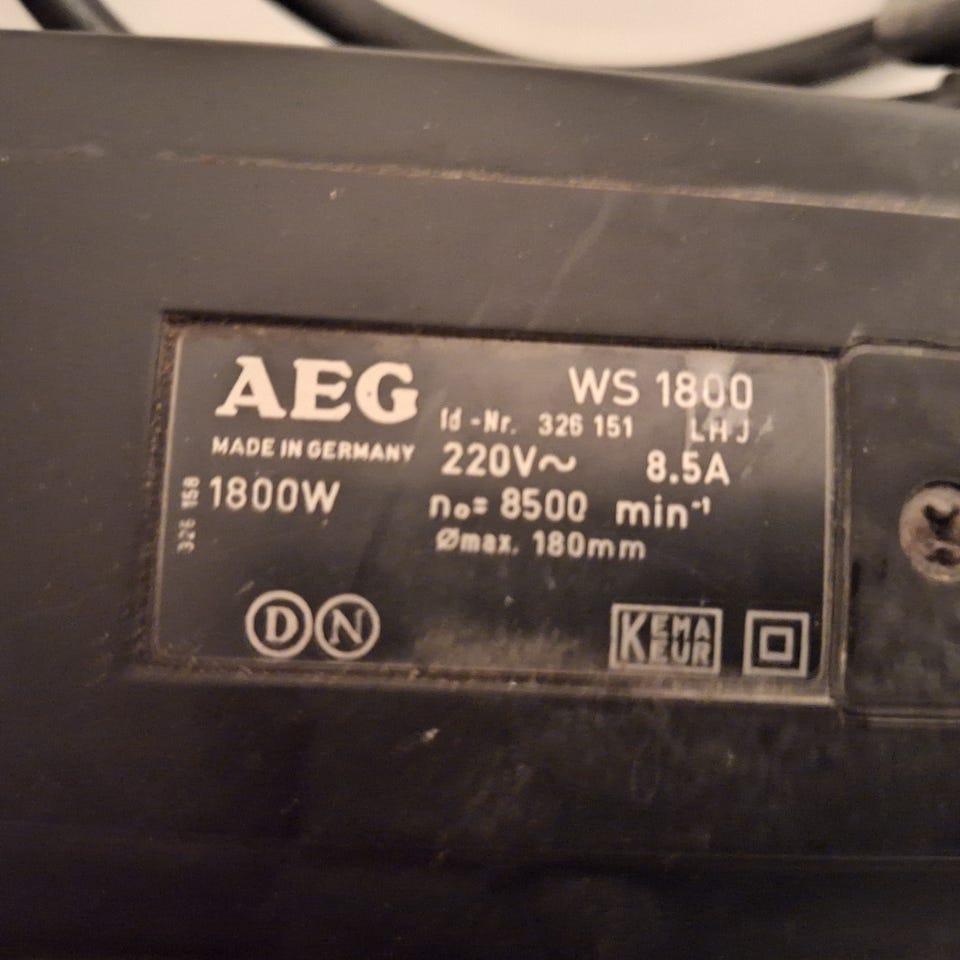 AEG
WS 1800
Id-Nr. 326 151 LHJ
MADE IN GERMANY
220V~ 8.5A
1800W
n₀= 8500 min⁻¹
Ømax. 180mm
326 158
D N
KEMA
KEUR